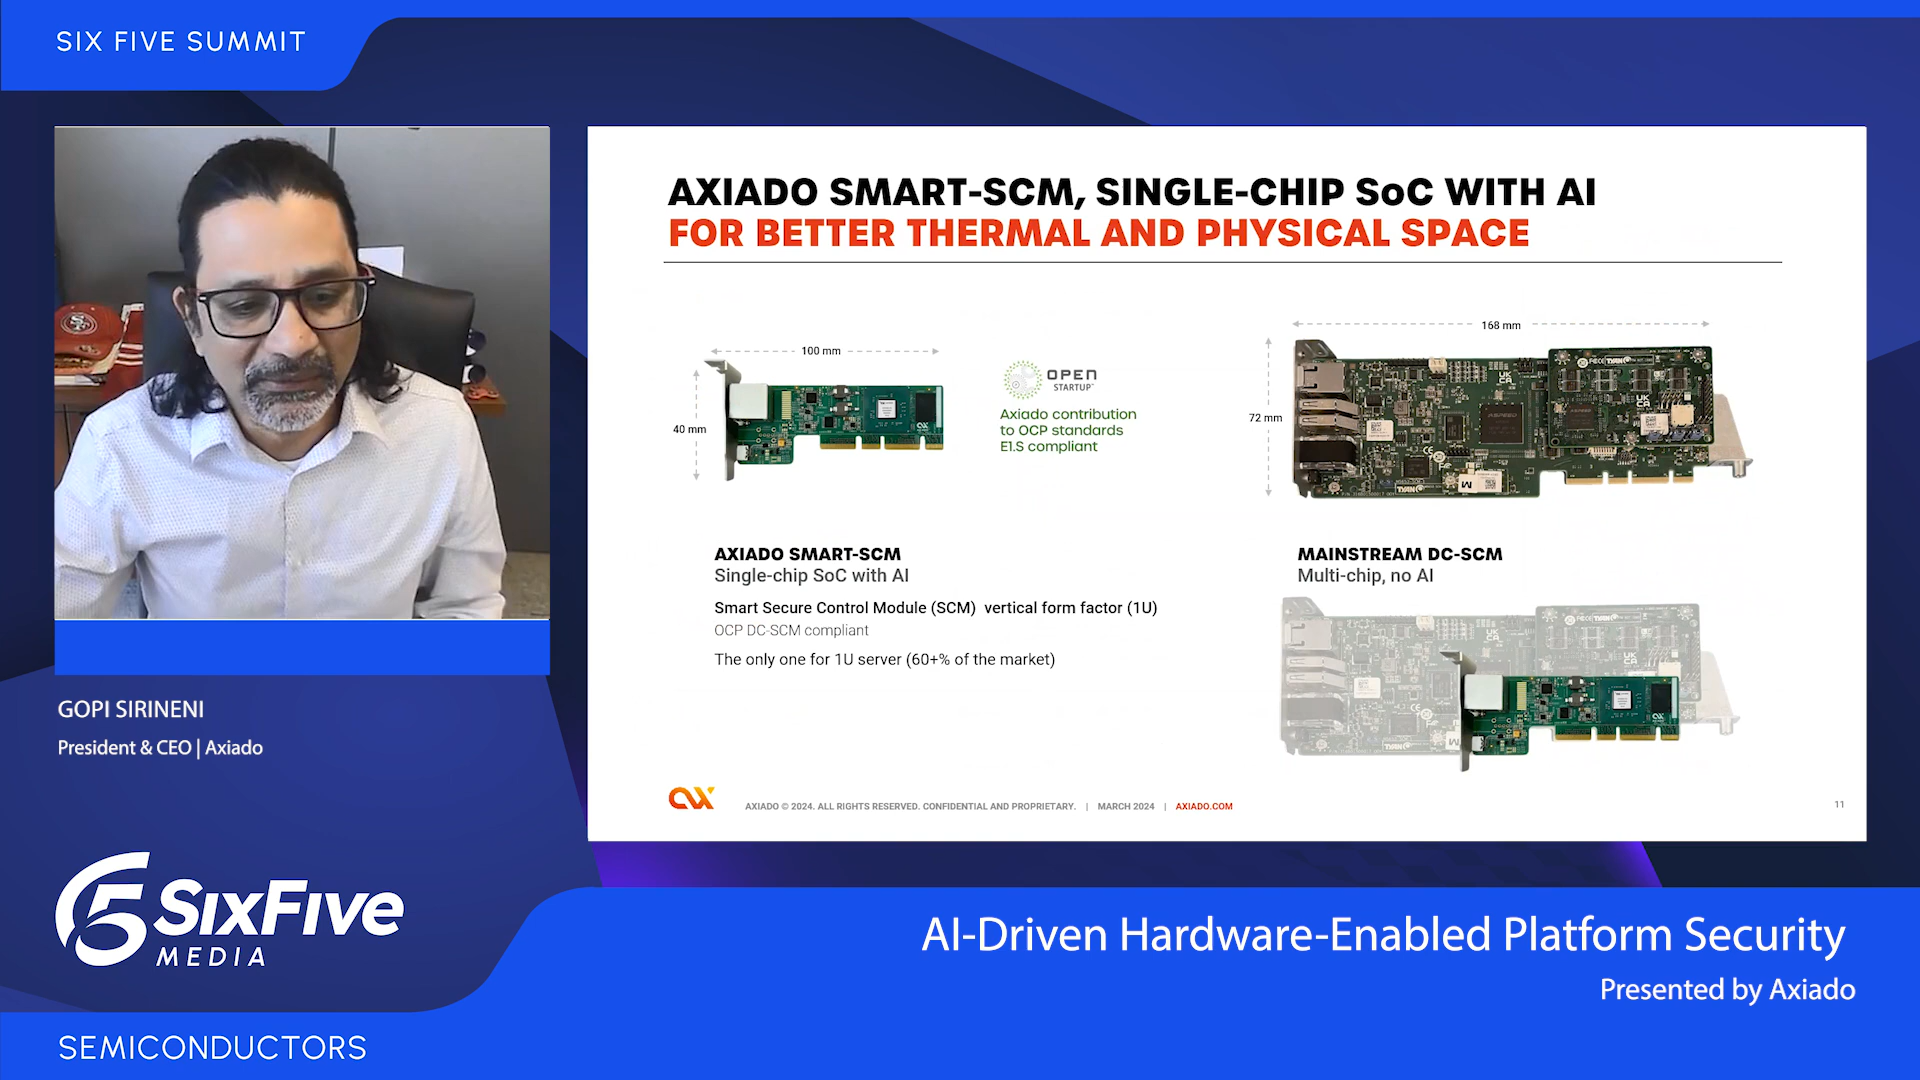 SIX FIVE SUMMIT
AXIADO SMART-SCM, SINGLE-CHIP SoC WITH AI
FOR BETTER THERMAL AND PHYSICAL SPACE
100 mm
40 mm
OPEN
STARTUP
Axiado contribution
to OCP standards
E1.S compliant
168 mm
72 mm
ASPEED
TYAN
AXIADO SMART-SCM
Single-chip SoC with AI
Smart Secure Control Module (SCM) vertical form factor (1U)
OCP DC-SCM compliant
The only one for 1U server (60+% of the market)
MAINSTREAM DC-SCM
Multi-chip, no AI
AXIADO © 2024. ALL RIGHTS RESERVED. CONFIDENTIAL AND PROPRIETARY. | MARCH 2024 | AXIADO.COM
11
GOPI SIRINENI
President & CEO | Axiado
SixFive
MEDIA
AI-Driven Hardware-Enabled Platform Security
Presented by Axiado
SEMICONDUCTORS